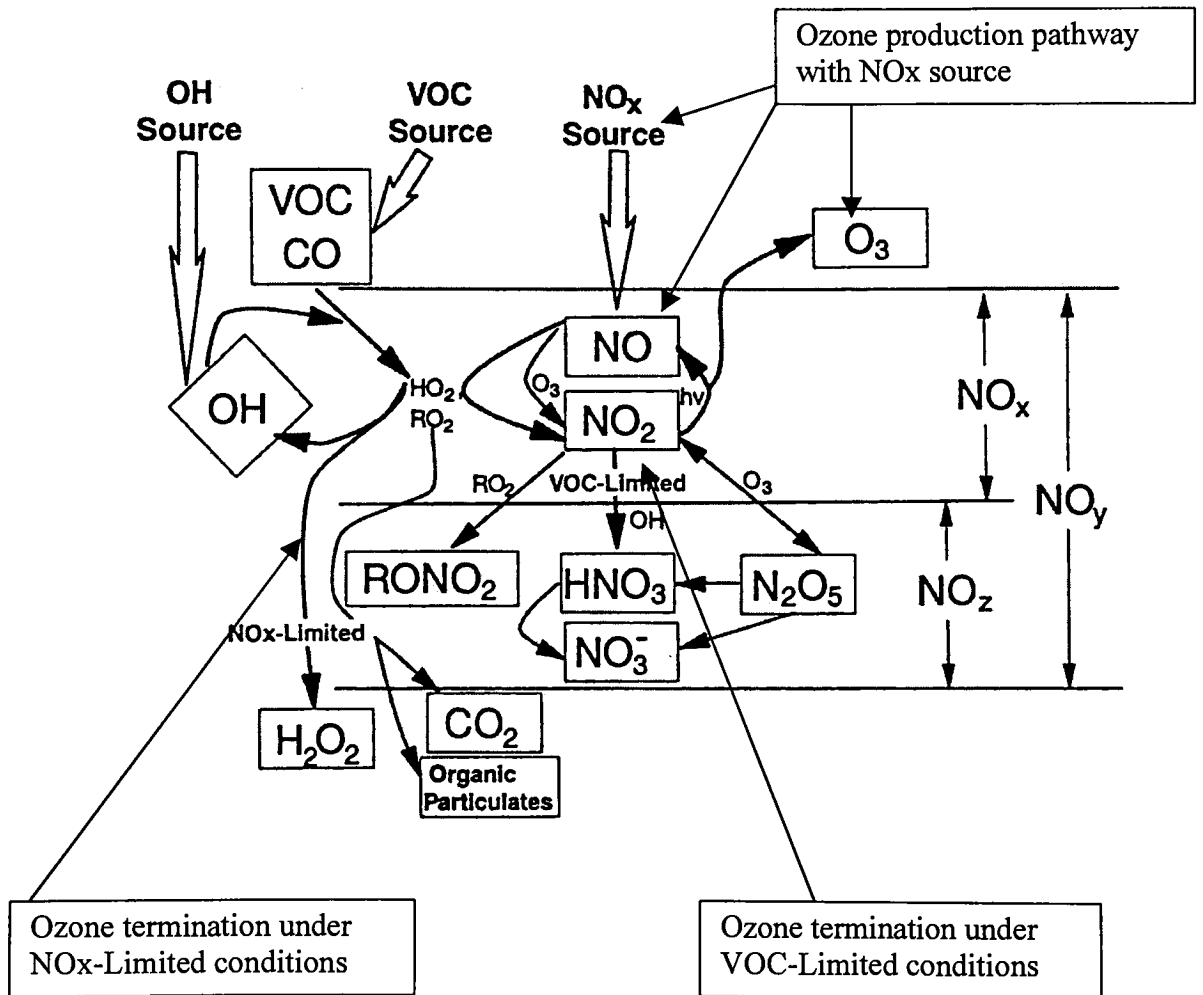 Ozone production pathway
with NOx source
OH
Source
VOC
Source
NOₓ
Source
VOC
CO
O₃
NO
NOₓ
OH
HO₂,
RO₂
O₃
hv
NO₂
RO₂
VOC-Limited
O₃
OH
NOy
RONO₂
HNO₃
N₂O₅
NOz
NOx-Limited
NO₃⁻
H₂O₂
CO₂
Organic
Particulates
Ozone termination under
NOx-Limited conditions
Ozone termination under
VOC-Limited conditions